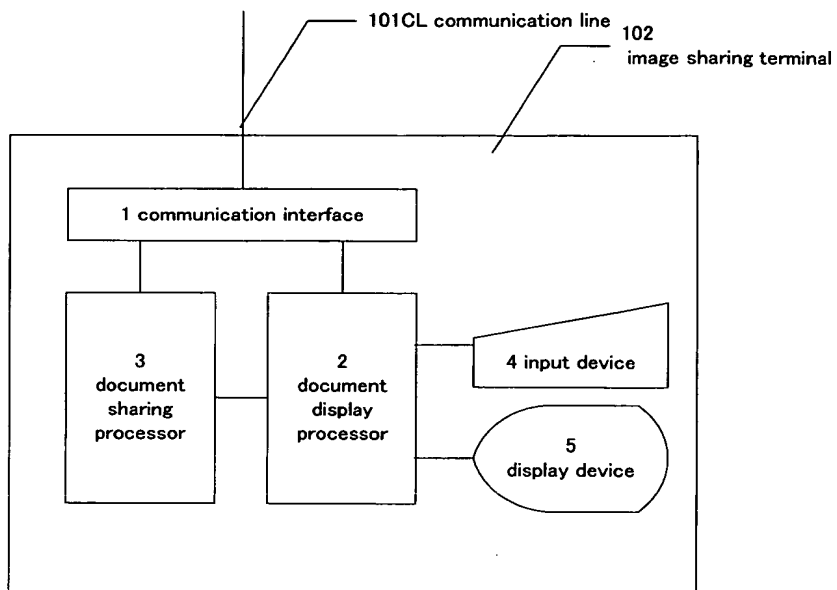 101CL communication line
102
image sharing terminal
1 communication interface
3
document
sharing
processor
2
document
display
processor
4 input device
5
display device